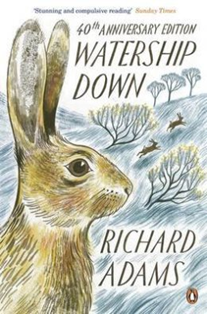 'Stunning and compulsive reading' Sunday Times
40th ANNIVERSARY EDITION
WATERSHIP
DOWN
RICHARD
ADAMS